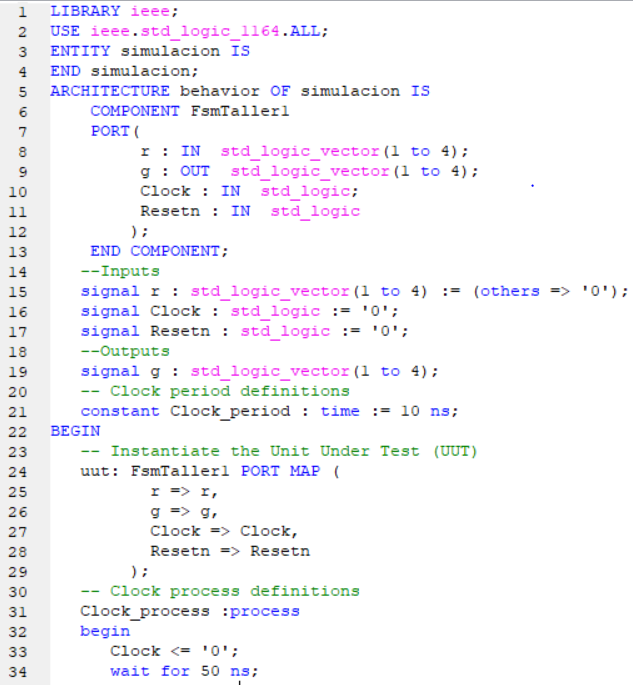 1 LIBRARY ieee;
2 USE ieee.std_logic_1164.ALL;
3 ENTITY simulacion IS
4 END simulacion;
5 ARCHITECTURE behavior OF simulacion IS
6 COMPONENT FsmTaller1
7 PORT(
8 r : IN std_logic_vector(1 to 4);
9 g : OUT std_logic_vector(1 to 4);
10 Clock : IN std_logic;
11 Resetn : IN std_logic
12 );
13 END COMPONENT;
14 --Inputs
15 signal r : std_logic_vector(1 to 4) := (others => '0');
16 signal Clock : std_logic := '0';
17 signal Resetn : std_logic := '0';
18 --Outputs
19 signal g : std_logic_vector(1 to 4);
20 -- Clock period definitions
21 constant Clock_period : time := 10 ns;
22 BEGIN
23 -- Instantiate the Unit Under Test (UUT)
24 uut: FsmTaller1 PORT MAP (
25 r => r,
26 g => g,
27 Clock => Clock,
28 Resetn => Resetn
29 );
30 -- Clock process definitions
31 Clock_process :process
32 begin
33 Clock <= '0';
34 wait for 50 ns;